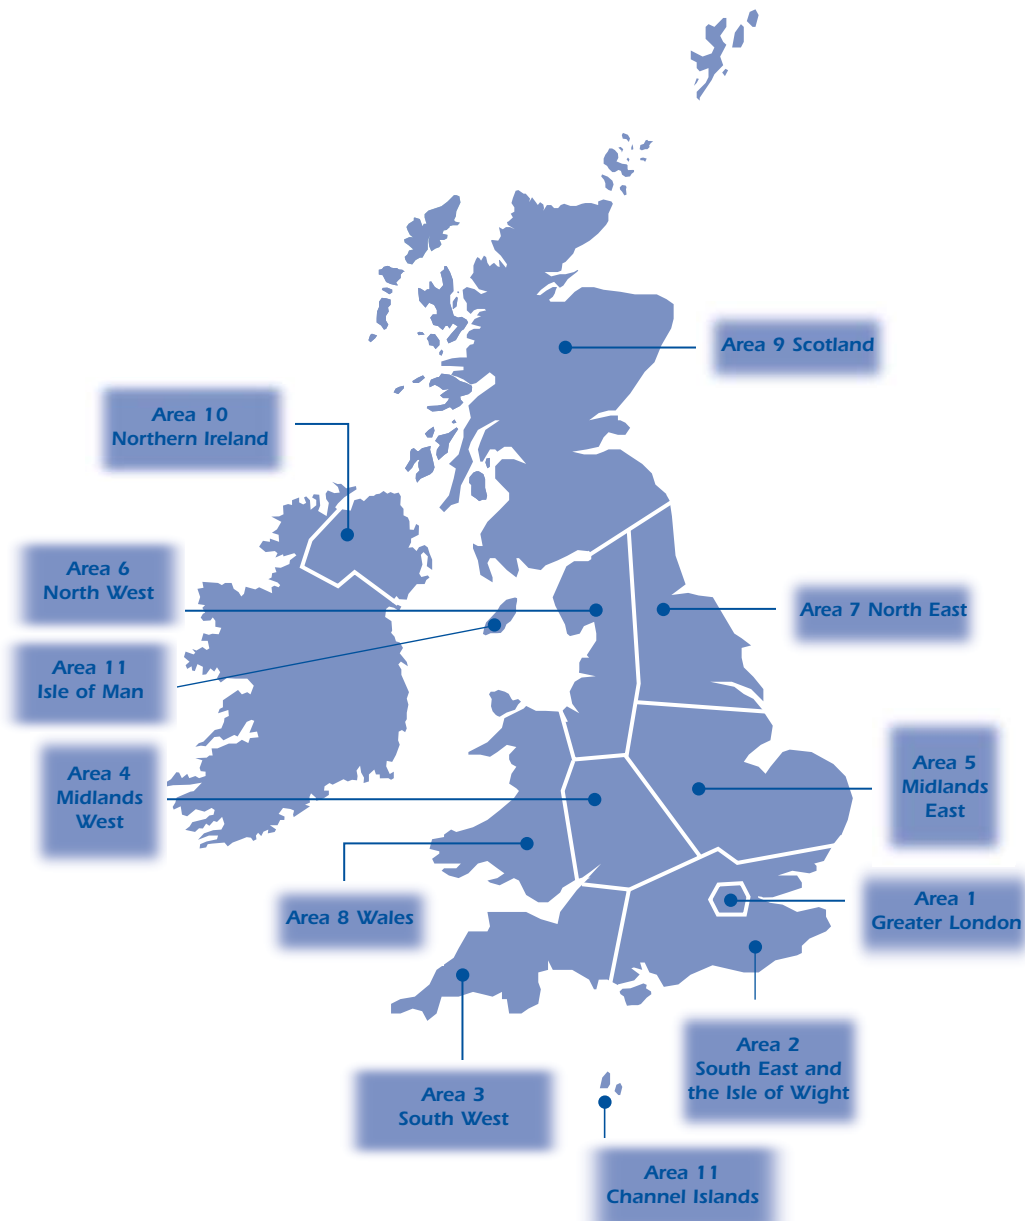 Area 9 Scotland
Area 10
Northern Ireland
Area 6
North West
Area 7 North East
Area 11
Isle of Man
Area 4
Midlands
West
Area 5
Midlands
East
Area 8 Wales
Area 1
Greater London
Area 2
South East and
the Isle of Wight
Area 3
South West
Area 11
Channel Islands